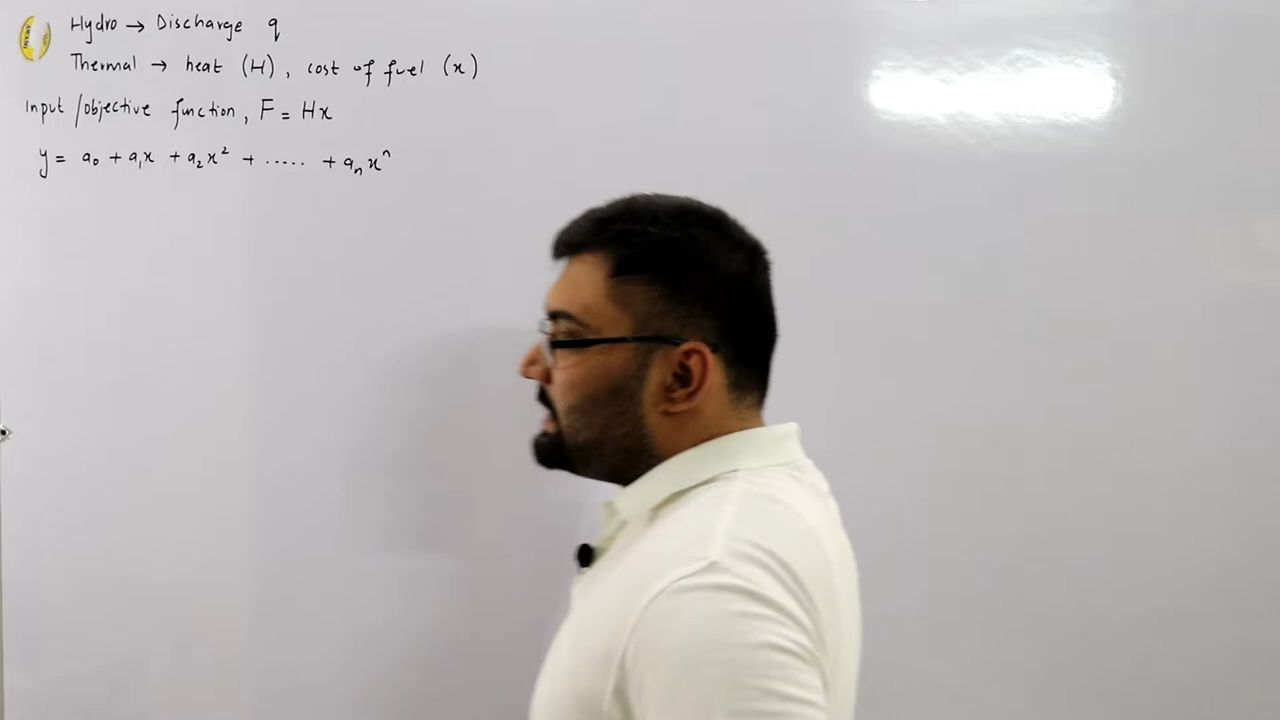 Hydro → Discharge q
Thermal → heat (H), cost of fuel (x)
Input/objective function, F = Hx
y = a₀ + a₁x + a₂x² + ..... + aₙxⁿ